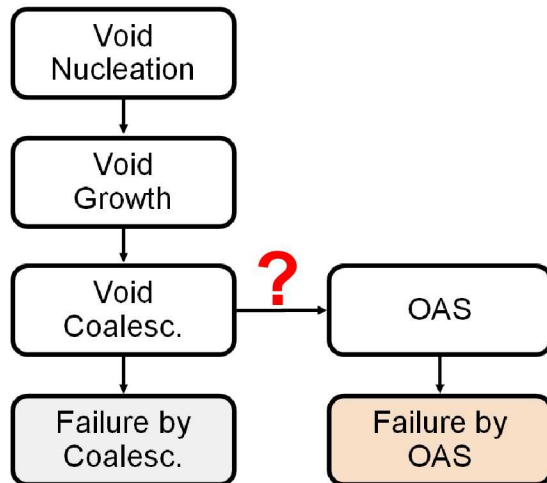 Void
Nucleation
Void
Growth
?
Void
Coalesc.
OAS
Failure by
Coalesc.
Failure by
OAS